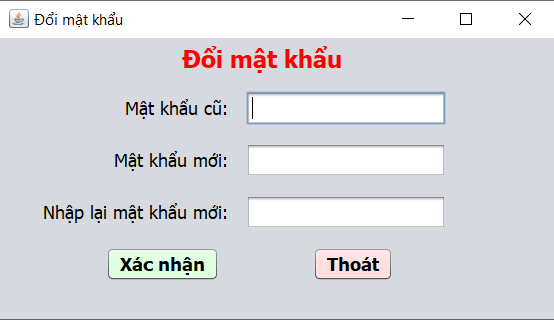 Đổi mật khẩu
Đổi mật khẩu
Mật khẩu cũ:
Mật khẩu mới:
Nhập lại mật khẩu mới:
Xác nhận Thoát